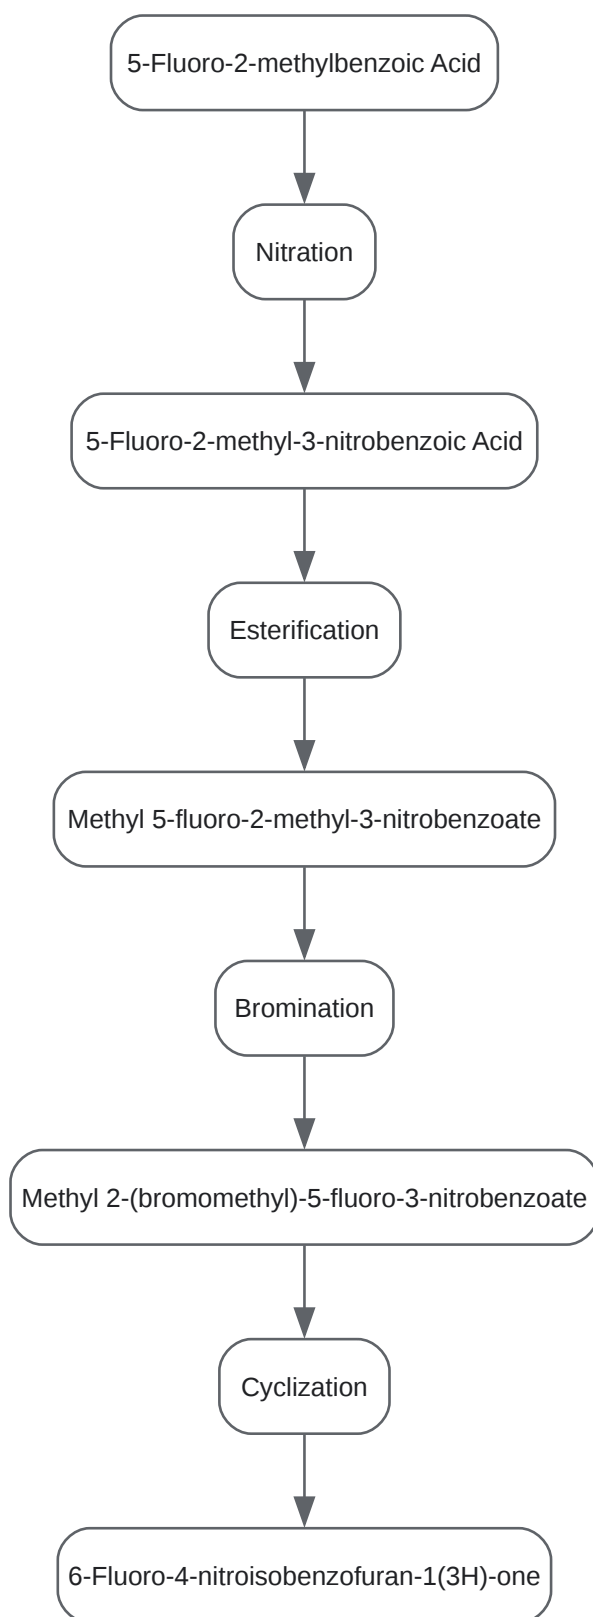 5-Fluoro-2-methylbenzoic Acid
Nitration
5-Fluoro-2-methyl-3-nitrobenzoic Acid
Esterification
Methyl 5-fluoro-2-methyl-3-nitrobenzoate
Bromination
Methyl 2-(bromomethyl)-5-fluoro-3-nitrobenzoate
Cyclization
6-Fluoro-4-nitroisobenzofuran-1(3H)-one